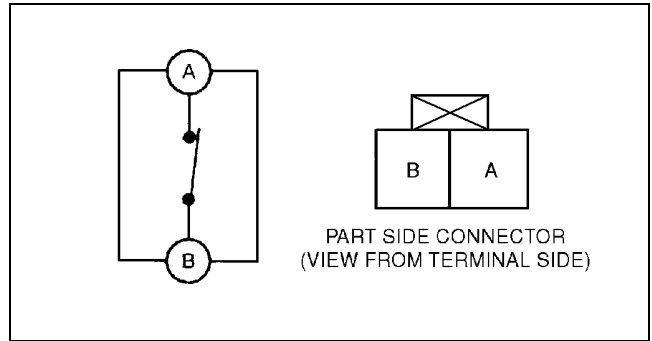 A
B
B A
PART SIDE CONNECTOR
(VIEW FROM TERMINAL SIDE)